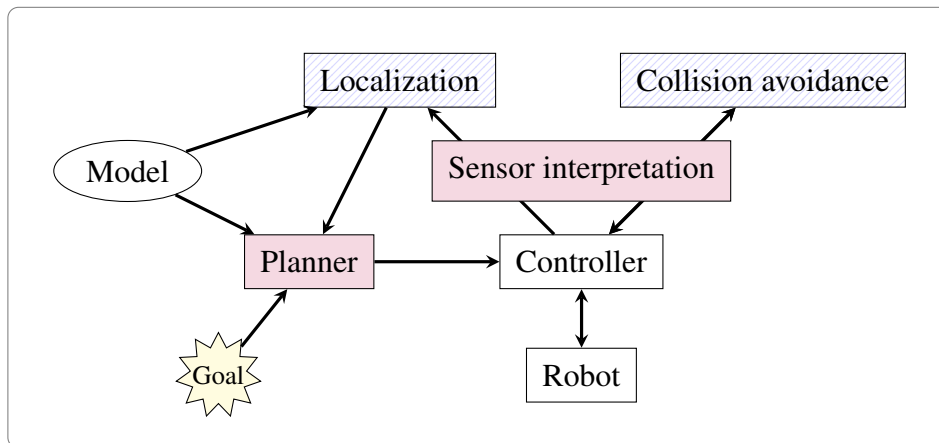 Localization
Collision avoidance
Model
Sensor interpretation
Planner
Controller
Goal
Robot